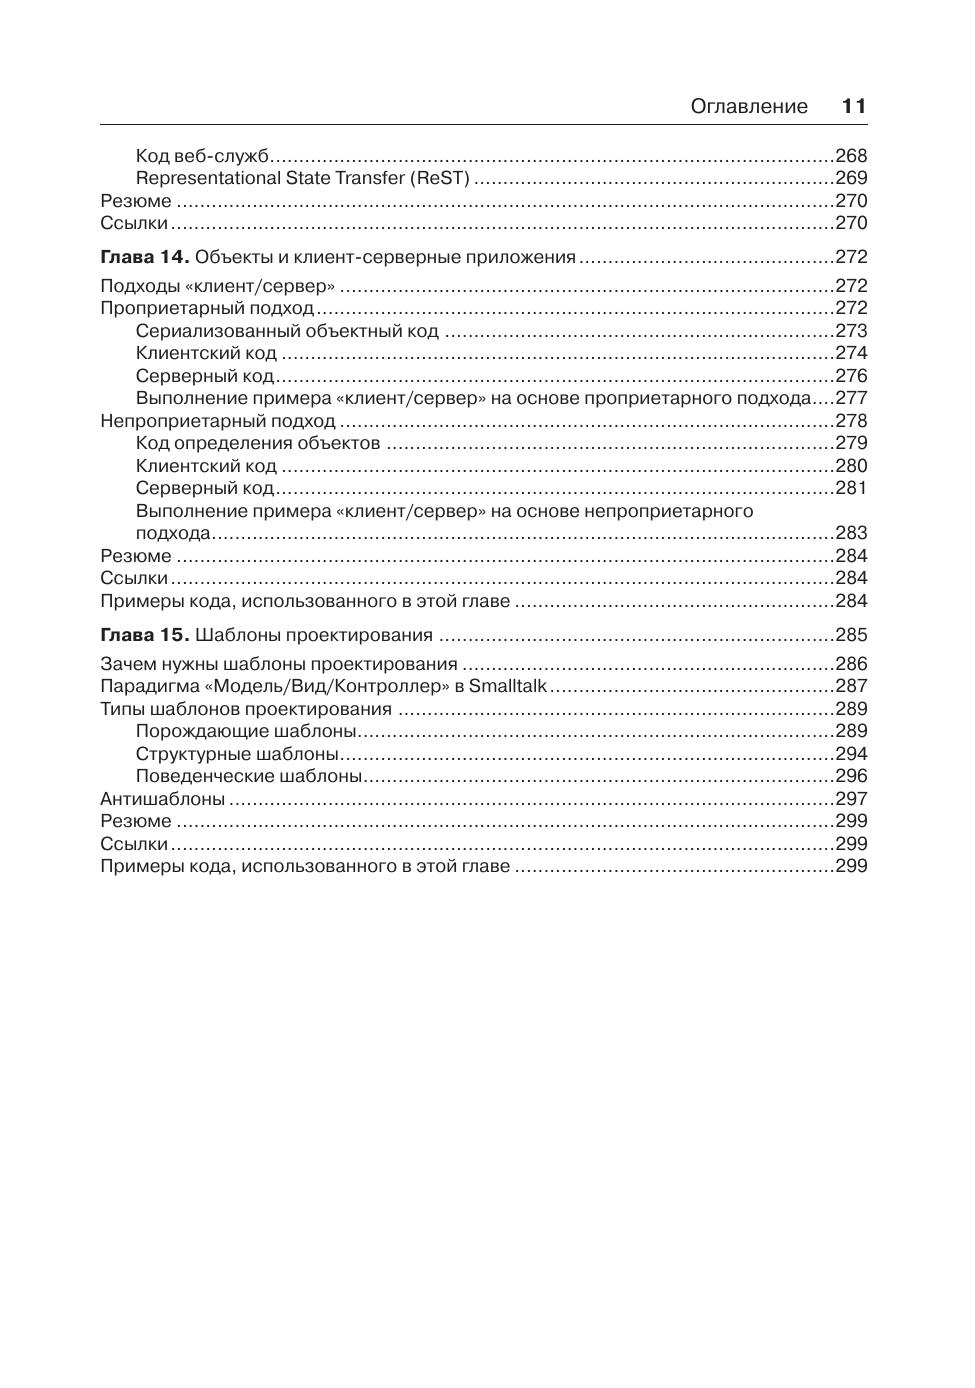 Оглавление 11
Код веб-служб.....268
Representational State Transfer (ReST).....269
Резюме.....270
Ссылки.....270
Глава 14. Объекты и клиент-серверные приложения.....272
Подходы «клиент/сервер».....272
Проприетарный подход.....272
Сериализованный объектный код.....273
Клиентский код.....274
Серверный код.....276
Выполнение примера «клиент/сервер» на основе проприетарного подхода....277
Непроприетарный подход.....278
Код определения объектов.....279
Клиентский код.....280
Серверный код.....281
Выполнение примера «клиент/сервер» на основе непроприетарного
подхода.....283
Резюме.....284
Ссылки.....284
Примеры кода, использованного в этой главе.....284
Глава 15. Шаблоны проектирования.....285
Зачем нужны шаблоны проектирования.....286
Парадигма «Модель/Вид/Контроллер» в Smalltalk.....287
Типы шаблонов проектирования.....289
Порождающие шаблоны.....289
Структурные шаблоны.....294
Поведенческие шаблоны.....296
Антишаблоны.....297
Резюме.....299
Ссылки.....299
Примеры кода, использованного в этой главе.....299